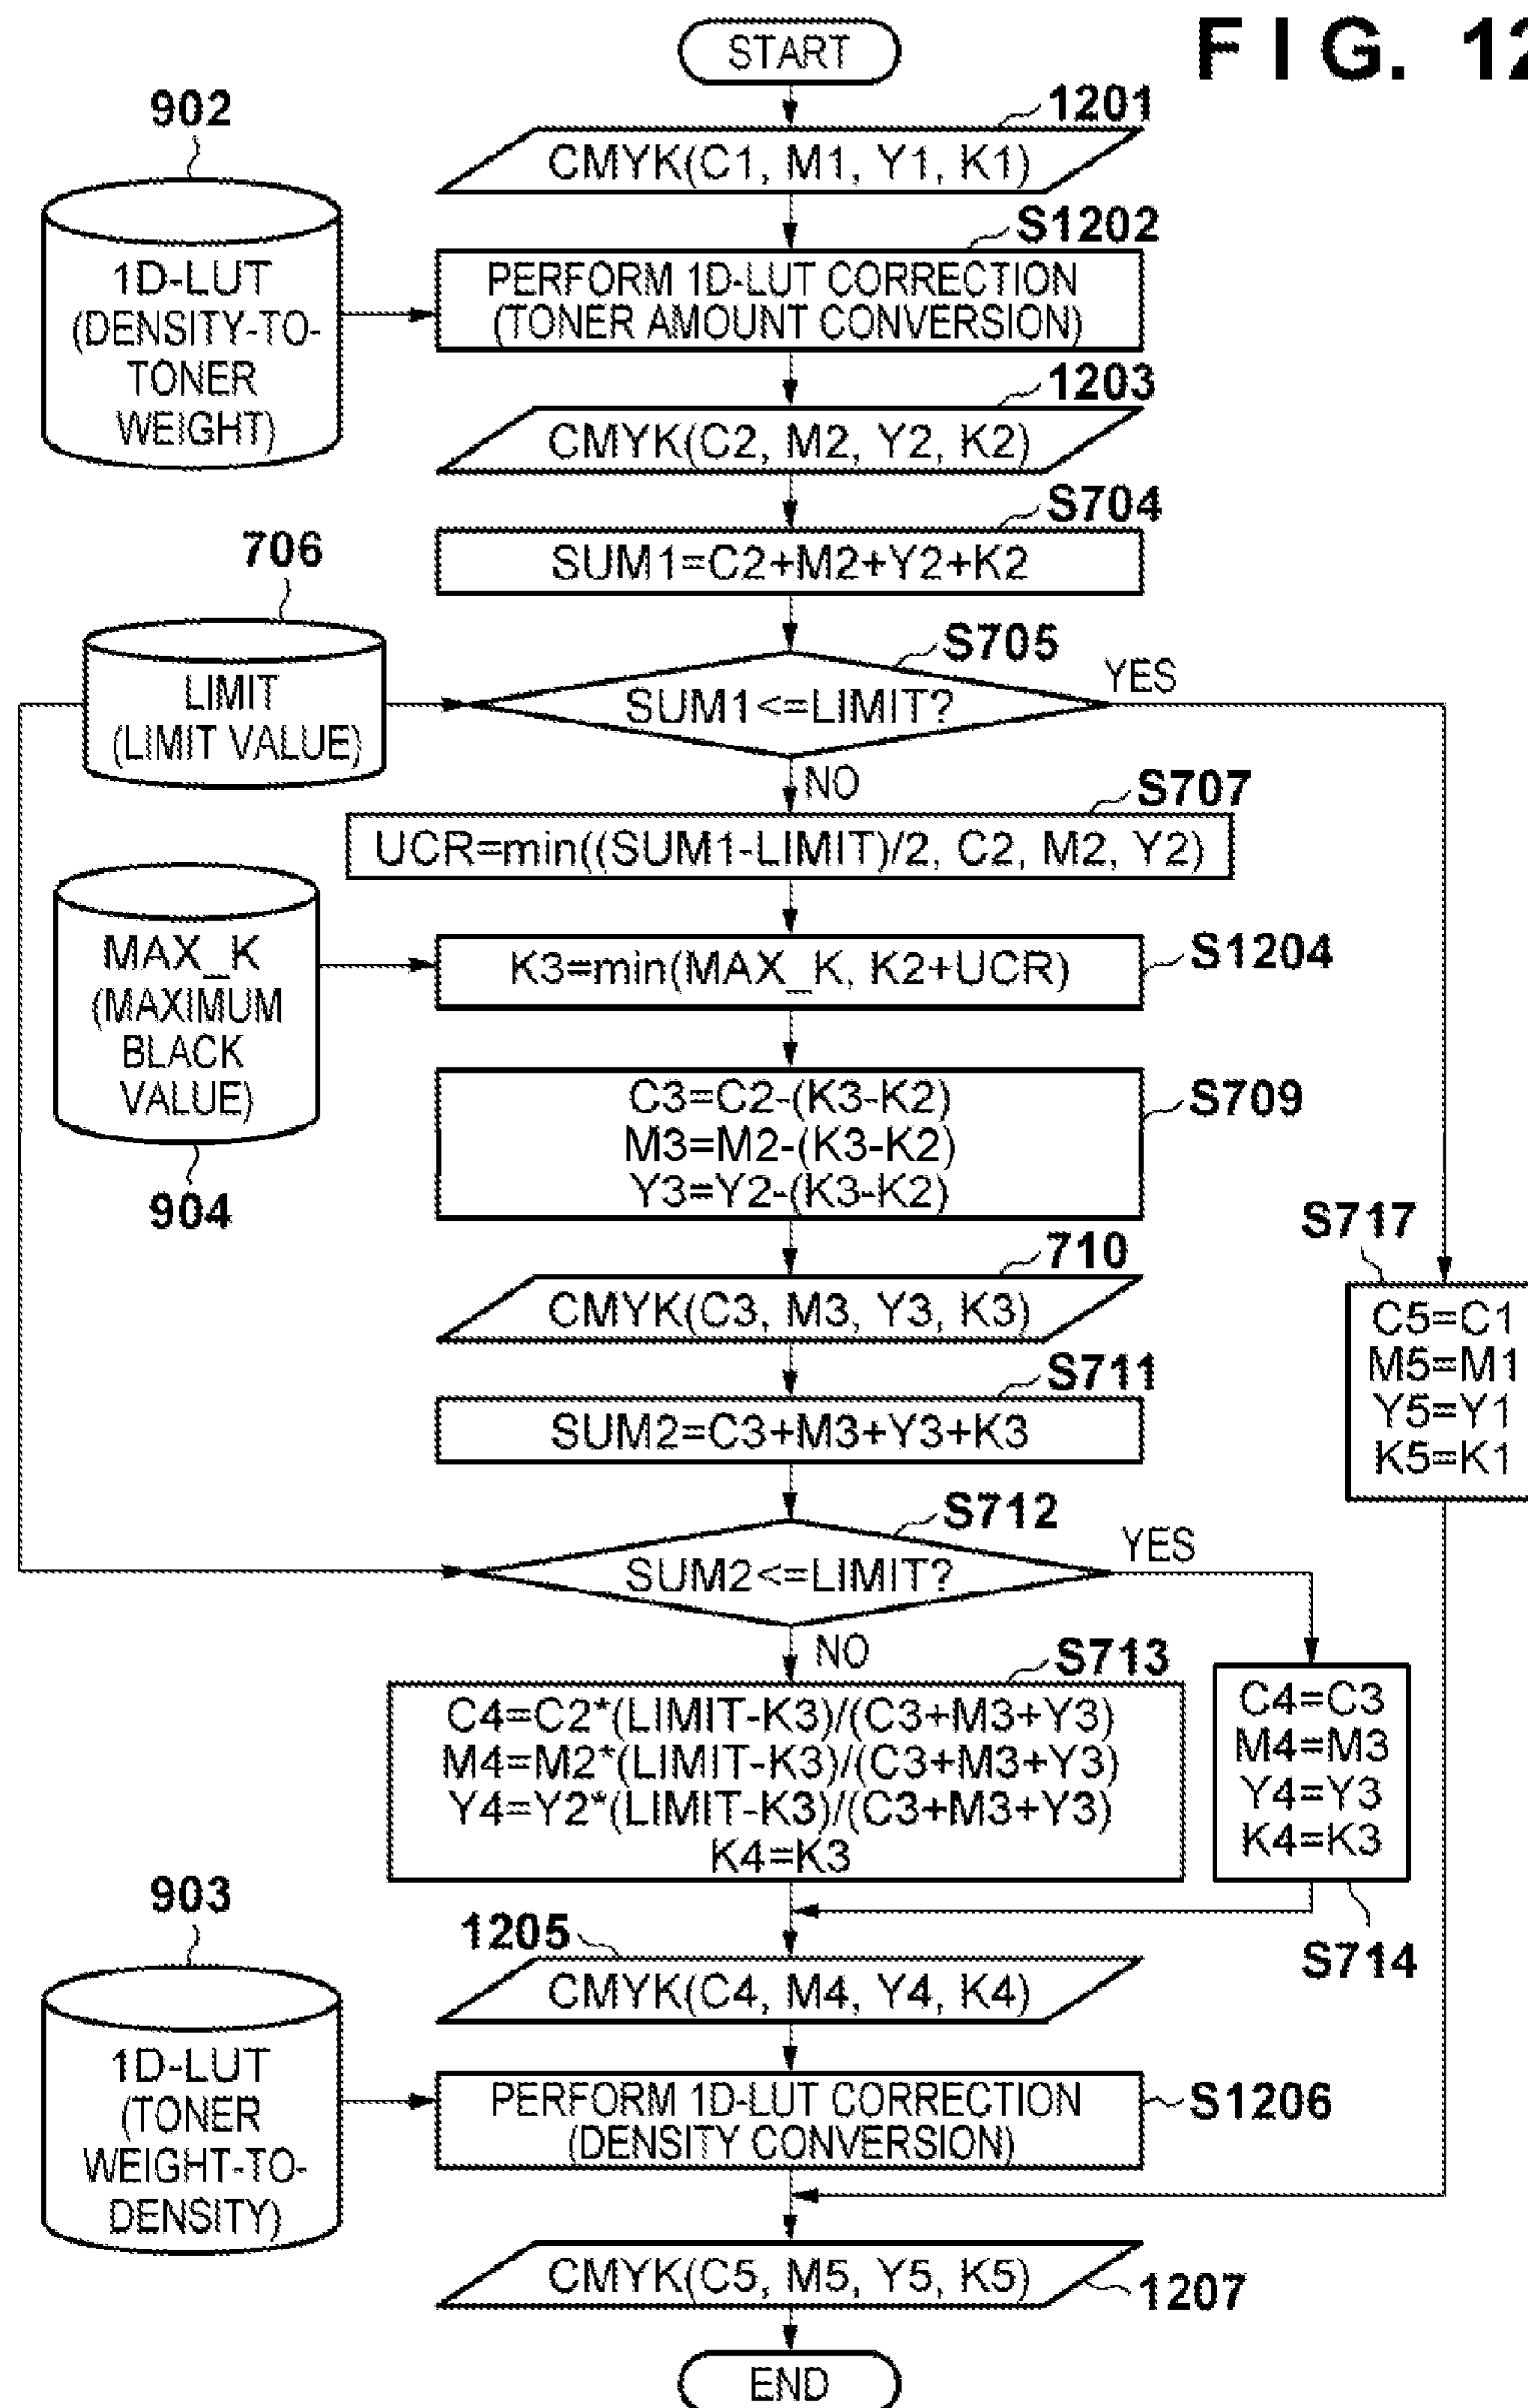 FIG. 12
START
902
1201
CMYK(C1, M1, Y1, K1)
S1202
1D-LUT
(DENSITY-TO-
TONER
WEIGHT)
PERFORM 1D-LUT CORRECTION
(TONER AMOUNT CONVERSION)
1203
CMYK(C2, M2, Y2, K2)
S704
SUM1=C2+M2+Y2+K2
706
S705
LIMIT
(LIMIT VALUE)
SUM1<=LIMIT?
YES
NO
S707
UCR=min((SUM1-LIMIT)/2, C2, M2, Y2)
MAX_K
(MAXIMUM
BLACK
VALUE)
904
K3=min(MAX_K, K2+UCR)
S1204
C3=C2-(K3-K2)
M3=M2-(K3-K2)
Y3=Y2-(K3-K2)
S709
710
CMYK(C3, M3, Y3, K3)
S717
C5=C1
M5=M1
Y5=Y1
K5=K1
S711
SUM2=C3+M3+Y3+K3
S712
SUM2<=LIMIT?
YES
NO
S713
C4=C2*(LIMIT-K3)/(C3+M3+Y3)
M4=M2*(LIMIT-K3)/(C3+M3+Y3)
Y4=Y2*(LIMIT-K3)/(C3+M3+Y3)
K4=K3
C4=C3
M4=M3
Y4=Y3
K4=K3
S714
903
1205
CMYK(C4, M4, Y4, K4)
1D-LUT
(TONER
WEIGHT-TO-
DENSITY)
PERFORM 1D-LUT CORRECTION
(DENSITY CONVERSION)
S1206
CMYK(C5, M5, Y5, K5)
1207
END